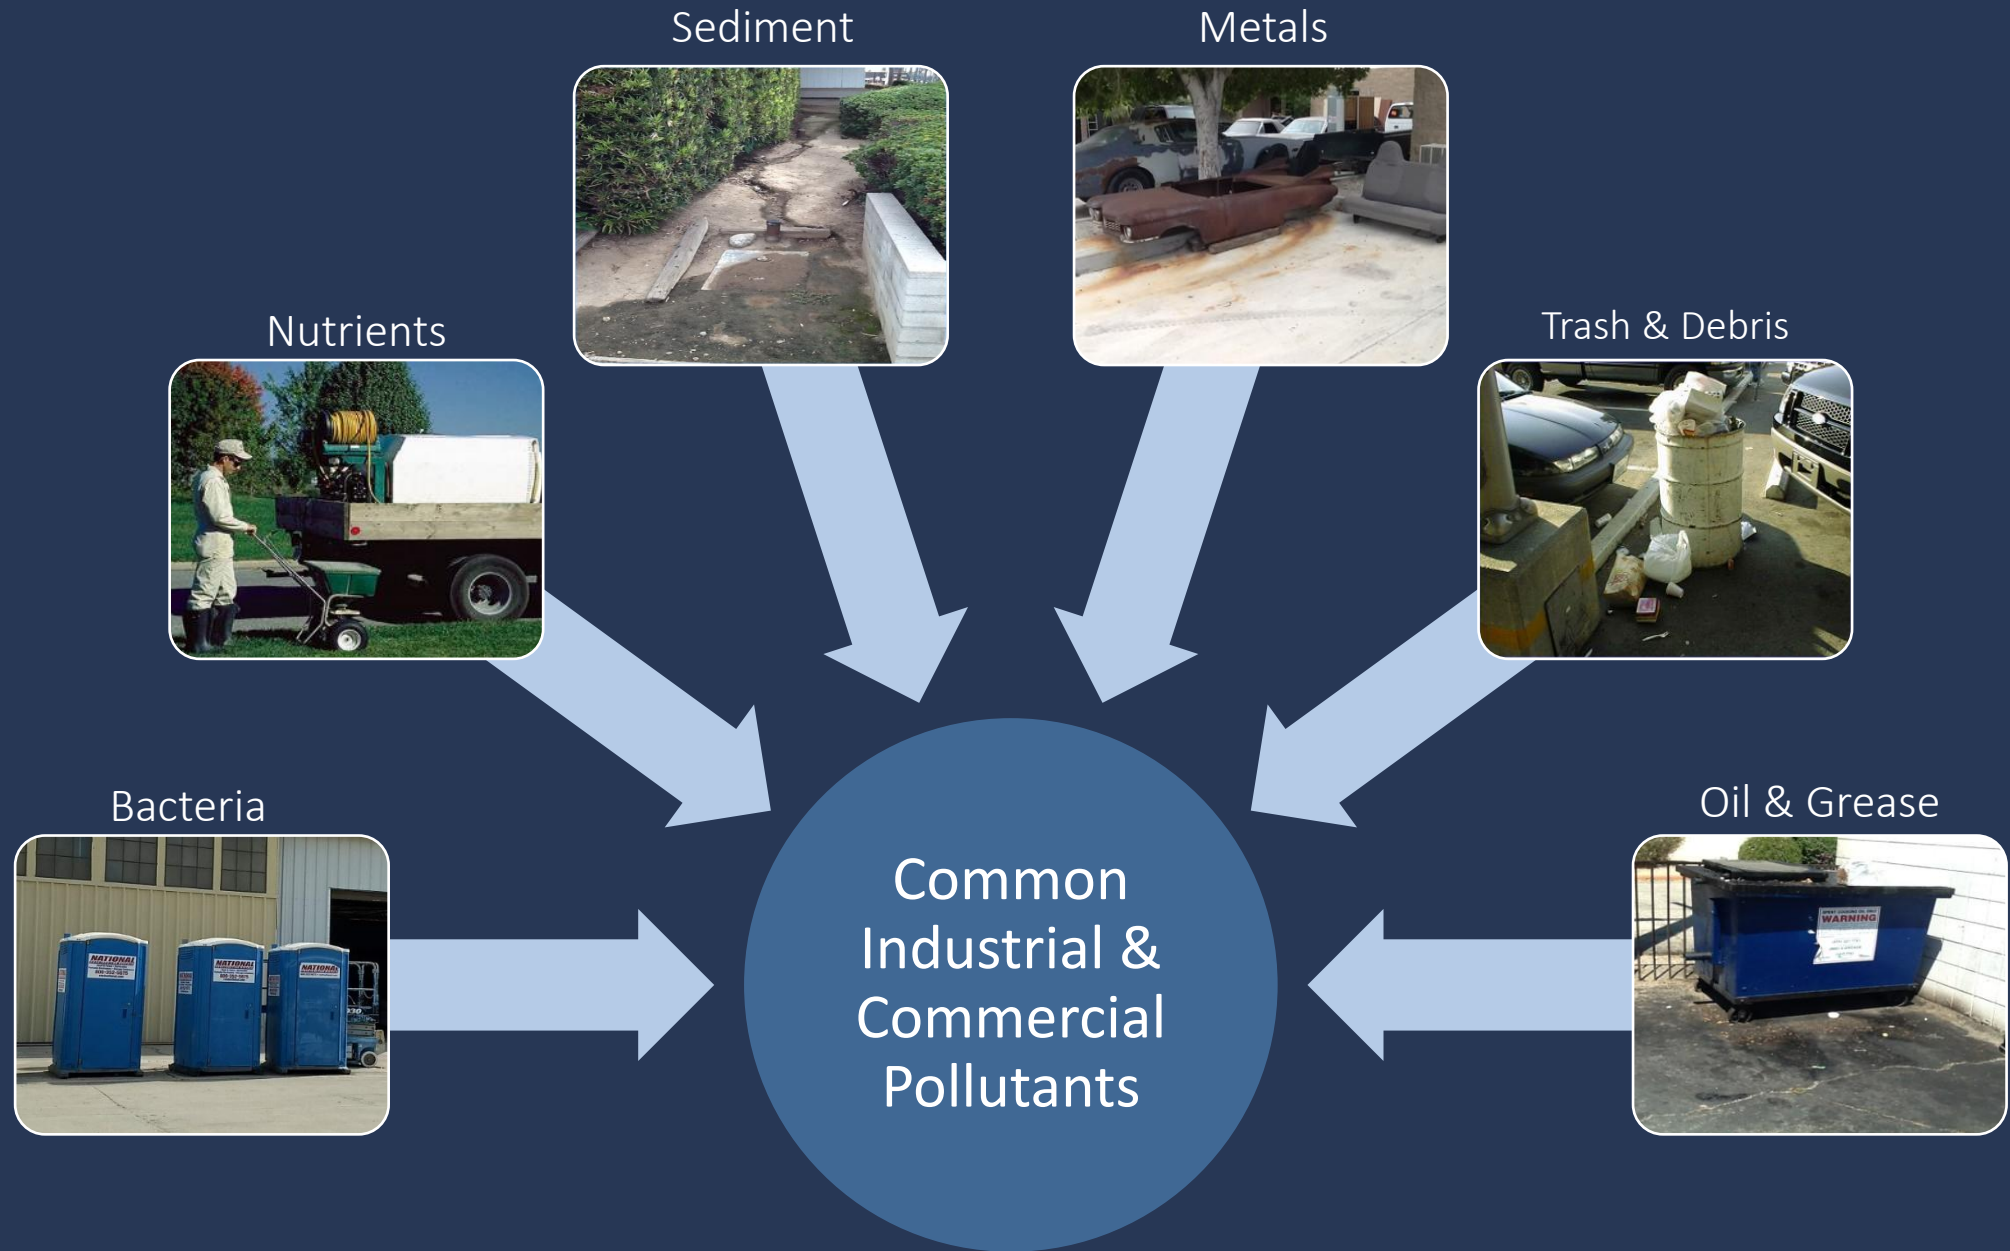 Sediment
Metals
Nutrients
Trash & Debris
Bacteria
Oil & Grease
Common
Industrial &
Commercial
Pollutants
NATIONAL
NATIONAL
NATIONAL
WARNING